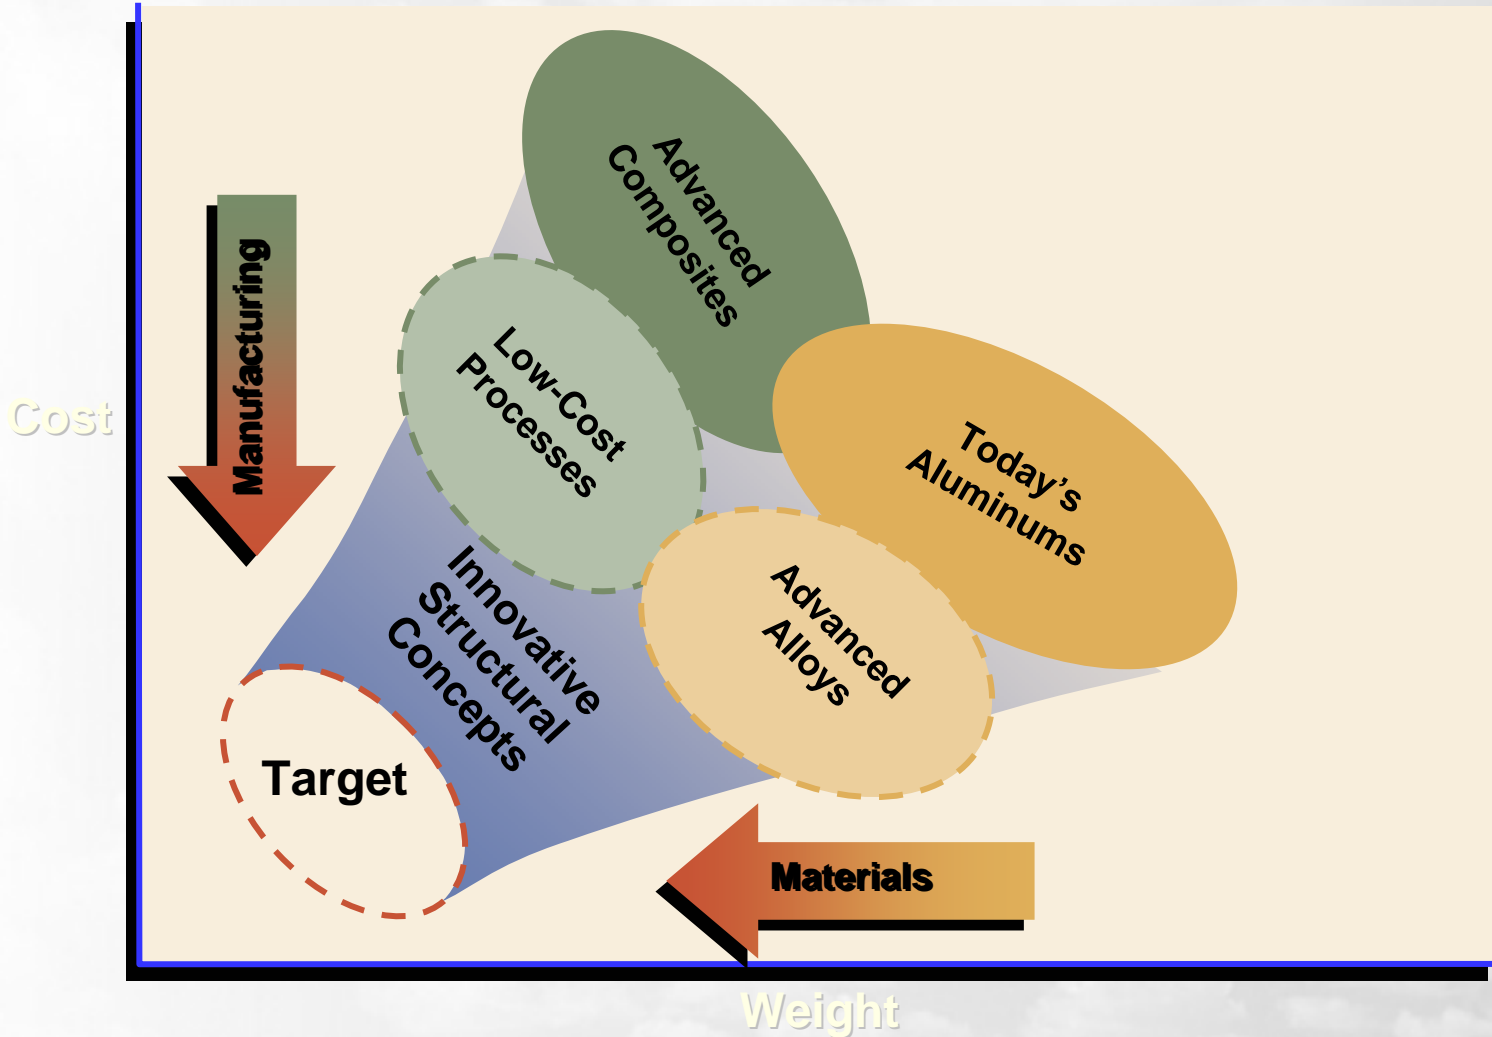 Advanced
Composites
Manufacturing
Low-Cost
Processes
Cost
Today’s
Aluminums
Innovative
Structural
Concepts
Advanced
Alloys
Target
Materials
Weight